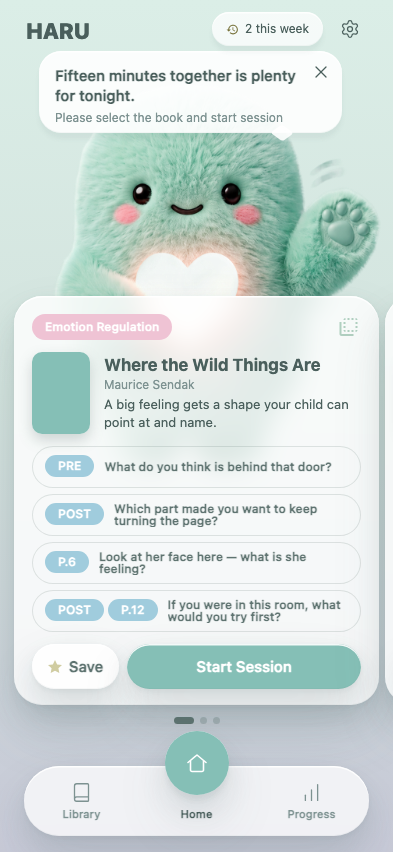 HARU
2 this week
Fifteen minutes together is plenty
for tonight.
Please select the book and start session
Emotion Regulation
Where the Wild Things Are
Maurice Sendak
A big feeling gets a shape your child can
point at and name.
PRE What do you think is behind that door?
POST Which part made you want to keep
turning the page?
P.6 Look at her face here — what is she
feeling?
POST P.12 If you were in this room, what
would you try first?
Save
Start Session
Library
Home
Progress